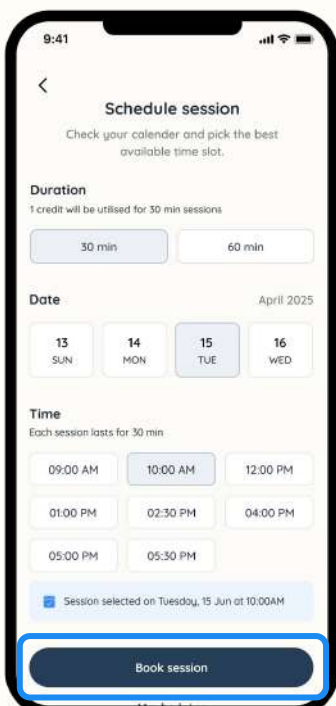 9:41
Schedule session
Check your calender and pick the best
available time slot.
Duration
1 credit will be utilised for 30 min sessions
30 min 60 min
Date April 2025
13 14 15 16
SUN MON TUE WED
Time
Each session lasts for 30 min
09:00 AM 10:00 AM 12:00 PM
01:00 PM 02:30 PM 04:00 PM
05:00 PM 05:30 PM
Session selected on Tuesday, 15 Jun at 10:00AM
Book session